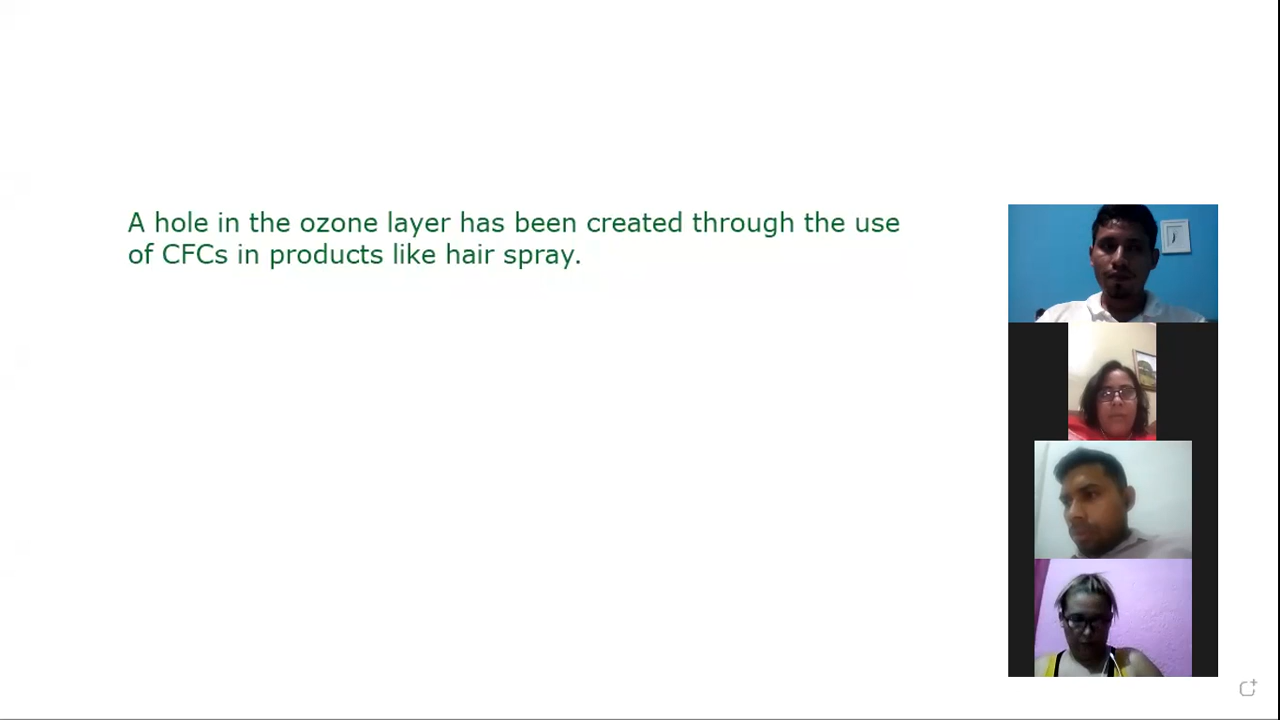 A hole in the ozone layer has been created through the use
of CFCs in products like hair spray.